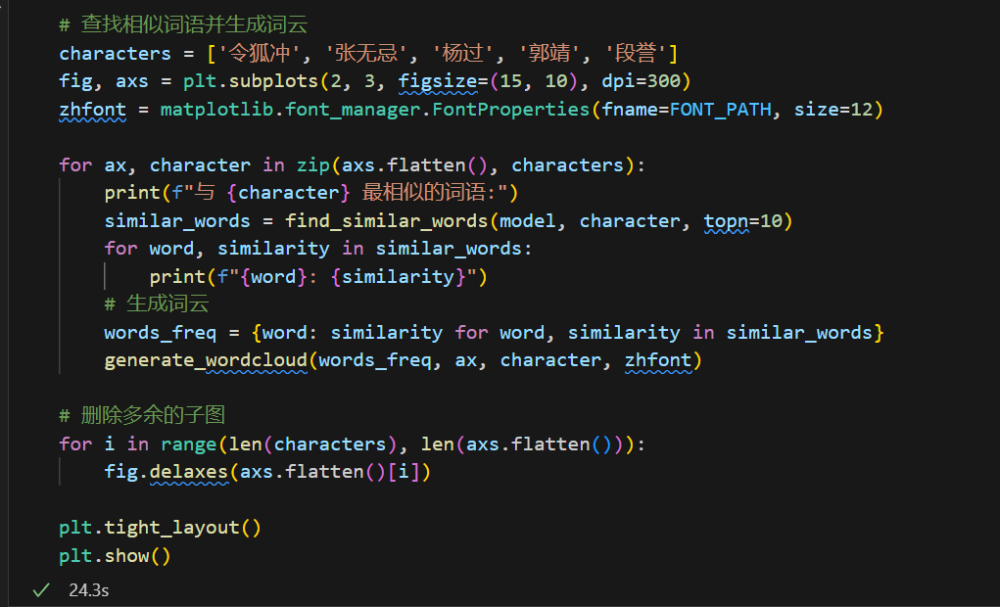 # 查找相似词语并生成词云
characters = ['令狐冲', '张无忌', '杨过', '郭靖', '段誉']
fig, axs = plt.subplots(2, 3, figsize=(15, 10), dpi=300)
zhfont = matplotlib.font_manager.FontProperties(fname=FONT_PATH, size=12)
for ax, character in zip(axs.flatten(), characters):
print(f"与 {character} 最相似的词语:")
similar_words = find_similar_words(model, character, topn=10)
for word, similarity in similar_words:
print(f"{word}: {similarity}")
# 生成词云
words_freq = {word: similarity for word, similarity in similar_words}
generate_wordcloud(words_freq, ax, character, zhfont)
# 删除多余的子图
for i in range(len(characters), len(axs.flatten())):
fig.delaxes(axs.flatten()[i])
plt.tight_layout()
plt.show()
24.3s